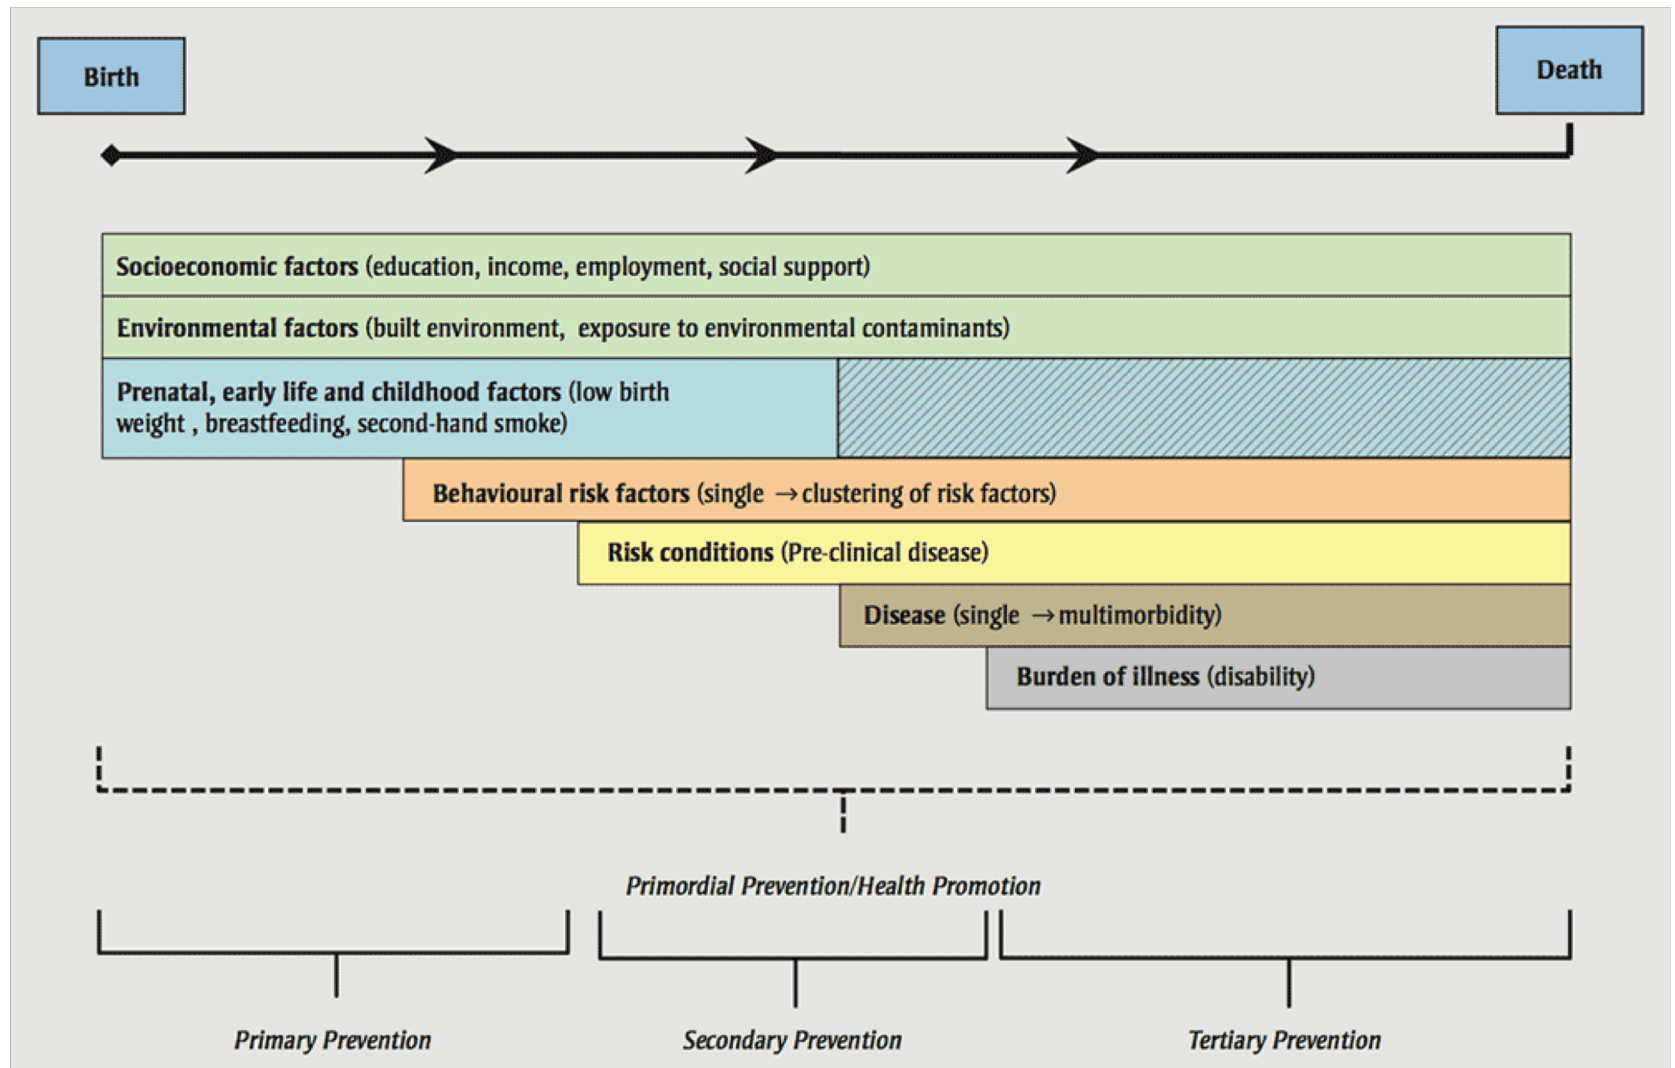 Birth
Death
Socioeconomic factors (education, income, employment, social support)
Environmental factors (built environment,  exposure to environmental contaminants)
Prenatal, early life and childhood factors (low birth
weight , breastfeeding, second-hand smoke)
Behavioural risk factors (single → clustering of risk factors)
Risk conditions (Pre-clinical disease)
Disease (single → multimorbidity)
Burden of illness (disability)
Primordial Prevention/Health Promotion
Primary Prevention
Secondary Prevention
Tertiary Prevention